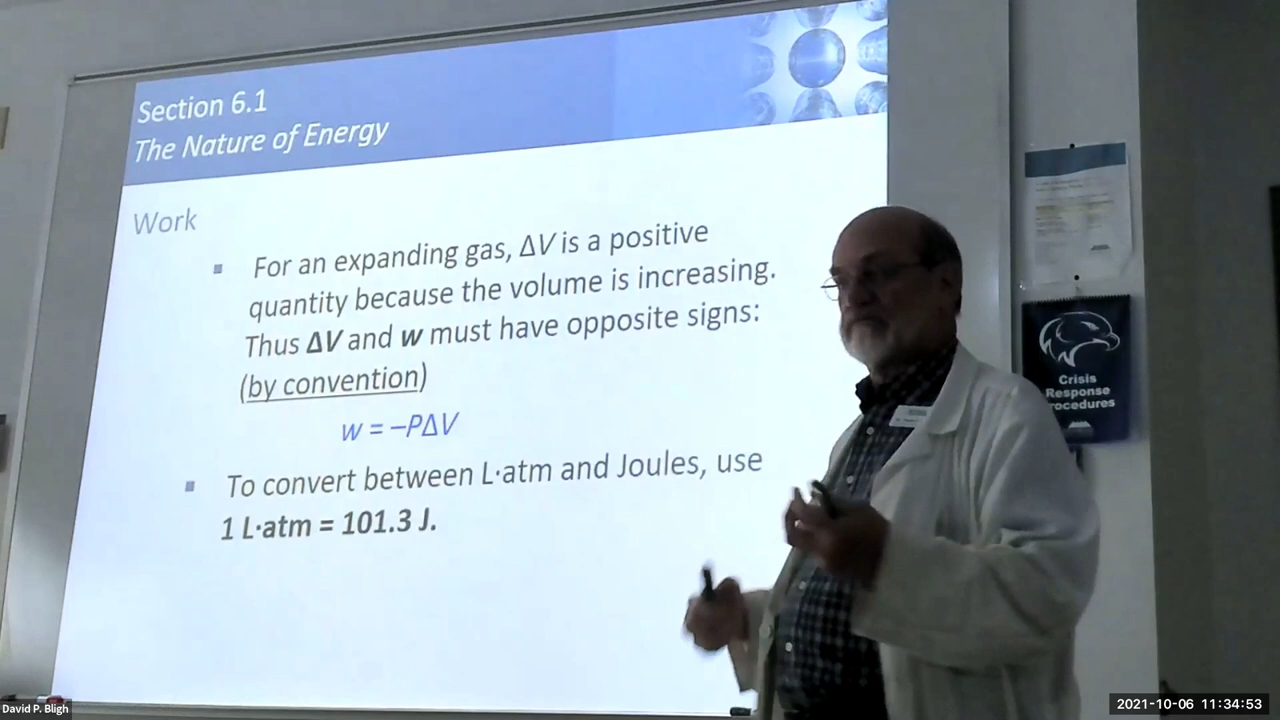 Section 6.1
The Nature of Energy
Work
▪ For an expanding gas, ΔV is a positive
quantity because the volume is increasing.
Thus ΔV and w must have opposite signs:
(by convention)
w = –PΔV
▪ To convert between L·atm and Joules, use
1 L·atm = 101.3 J.
Crisis
Response
rocedures
David P. Bligh
2021-10-06 11:34:53